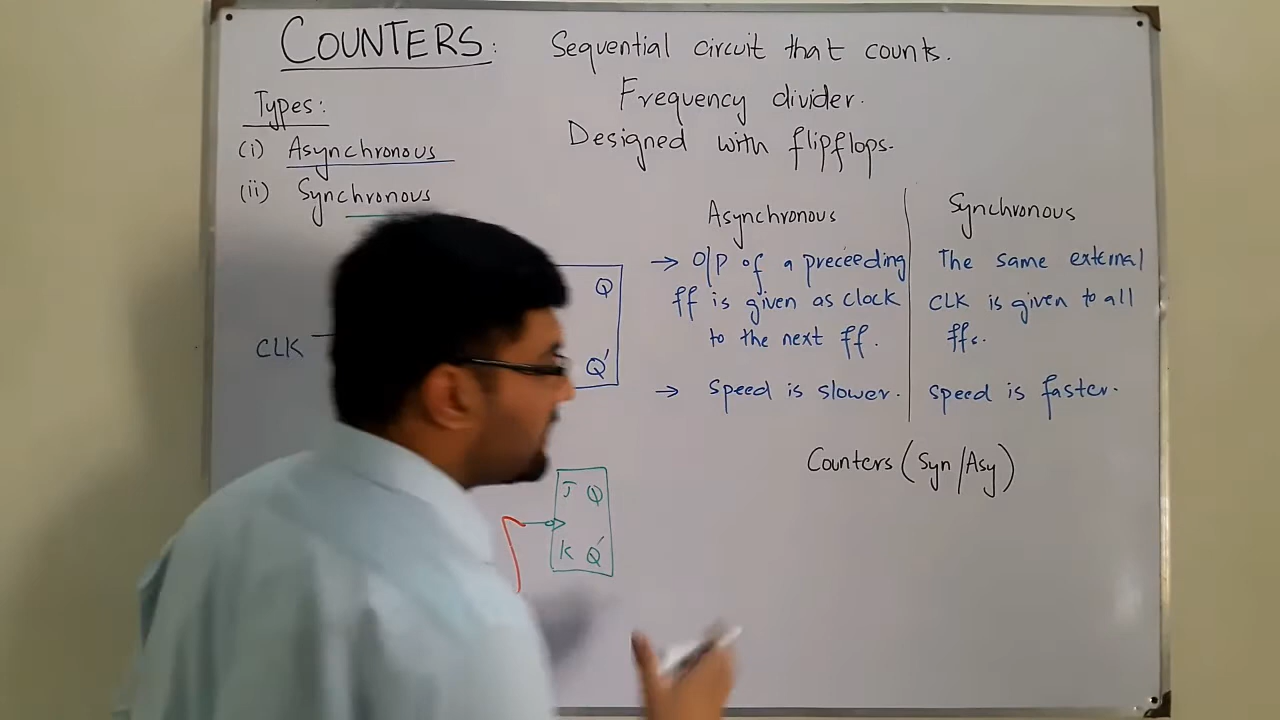 COUNTERS: Sequential circuit that counts.
Frequency divider.
Designed with flipflops.
Types:
(i) Asynchronous
(ii) Synchronous
CLK
Q
Q'
J Q
K Q'
Asynchronous
→ O/P of a preceeding
ff is given as clock
to the next ff.
→ Speed is slower.
Synchronous
The same external
CLK is given to all
ffs.
speed is faster.
Counters (Syn/Asy)